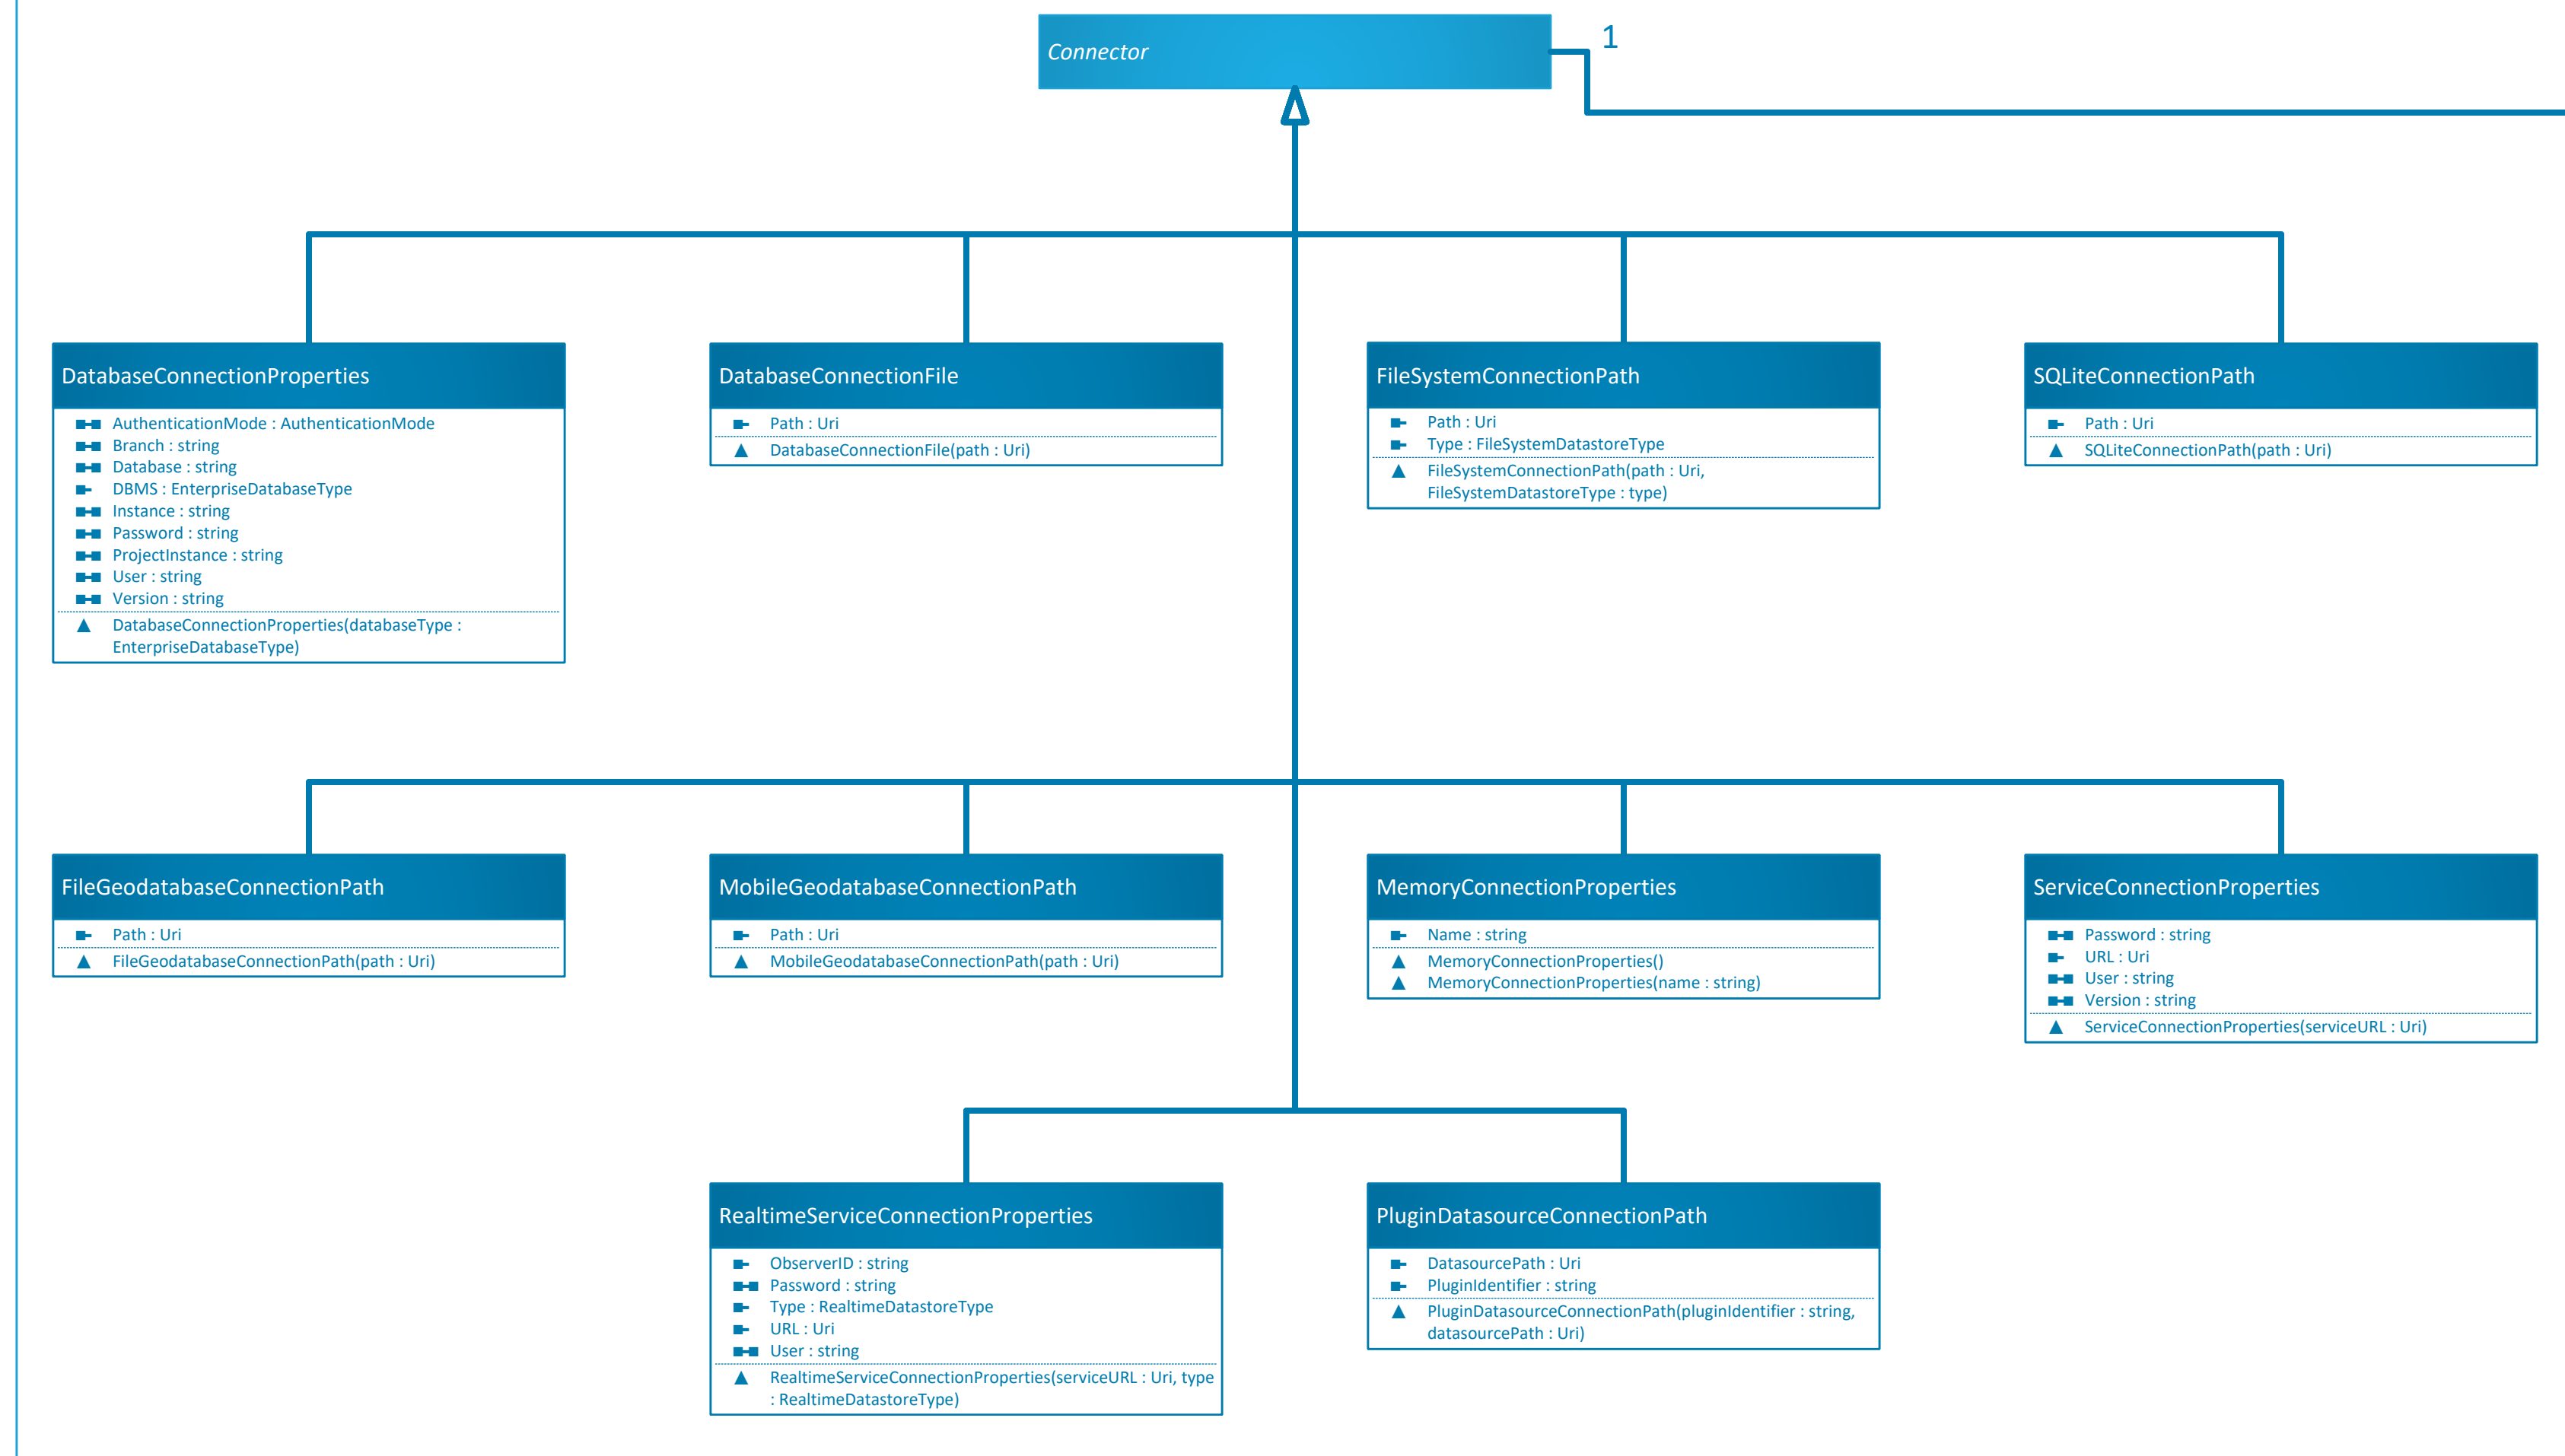 Connector
1
DatabaseConnectionProperties
AuthenticationMode : AuthenticationMode
Branch : string
Database : string
DBMS : EnterpriseDatabaseType
Instance : string
Password : string
ProjectInstance : string
User : string
Version : string
DatabaseConnectionProperties(databaseType :
EnterpriseDatabaseType)
DatabaseConnectionFile
Path : Uri
DatabaseConnectionFile(path : Uri)
FileSystemConnectionPath
Path : Uri
Type : FileSystemDatastoreType
FileSystemConnectionPath(path : Uri,
FileSystemDatastoreType : type)
SQLiteConnectionPath
Path : Uri
SQLiteConnectionPath(path : Uri)
FileGeodatabaseConnectionPath
Path : Uri
FileGeodatabaseConnectionPath(path : Uri)
MobileGeodatabaseConnectionPath
Path : Uri
MobileGeodatabaseConnectionPath(path : Uri)
MemoryConnectionProperties
Name : string
MemoryConnectionProperties()
MemoryConnectionProperties(name : string)
ServiceConnectionProperties
Password : string
URL : Uri
User : string
Version : string
ServiceConnectionProperties(serviceURL : Uri)
RealtimeServiceConnectionProperties
ObserverID : string
Password : string
Type : RealtimeDatastoreType
URL : Uri
User : string
RealtimeServiceConnectionProperties(serviceURL : Uri, type
: RealtimeDatastoreType)
PluginDatasourceConnectionPath
DatasourcePath : Uri
PluginIdentifier : string
PluginDatasourceConnectionPath(pluginIdentifier : string,
datasourcePath : Uri)